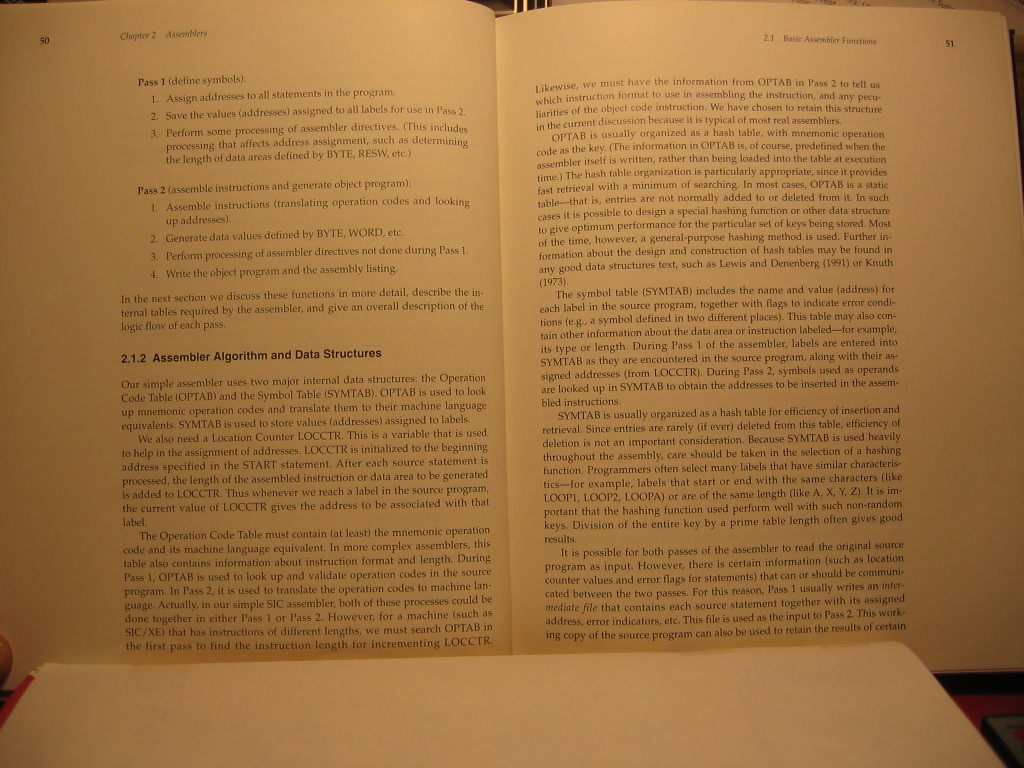 50
Chapter 2 Assemblers
Pass 1 (define symbols):
1. Assign addresses to all statements in the program.
2. Save the values (addresses) assigned to all labels for use in Pass 2.
3. Perform some processing of assembler directives. (This includes
processing that affects address assignment, such as determining
the length of data areas defined by BYTE, RESW, etc.)
Pass 2 (assemble instructions and generate object program):
1. Assemble instructions (translating operation codes and looking
up addresses).
2. Generate data values defined by BYTE, WORD, etc.
3. Perform processing of assembler directives not done during Pass 1.
4. Write the object program and the assembly listing.
In the next section we discuss these functions in more detail, describe the in-
ternal tables required by the assembler, and give an overall description of the
logic flow of each pass.
2.1.2 Assembler Algorithm and Data Structures
Our simple assembler uses two major internal data structures: the Operation
Code Table (OPTAB) and the Symbol Table (SYMTAB). OPTAB is used to look
up mnemonic operation codes and translate them to their machine language
equivalents. SYMTAB is used to store values (addresses) assigned to labels.
We also need a Location Counter LOCCTR. This is a variable that is used
to help in the assignment of addresses. LOCCTR is initialized to the beginning
address specified in the START statement. After each source statement is
processed, the length of the assembled instruction or data area to be generated
is added to LOCCTR. Thus whenever we reach a label in the source program,
the current value of LOCCTR gives the address to be associated with that
label.
The Operation Code Table must contain (at least) the mnemonic operation
code and its machine language equivalent. In more complex assemblers, this
table also contains information about instruction format and length. During
Pass 1, OPTAB is used to look up and validate operation codes in the source
program. In Pass 2, it is used to translate the operation codes to machine lan-
guage. Actually, in our simple SIC assembler, both of these processes could be
done together in either Pass 1 or Pass 2. However, for a machine (such as
SIC/XE) that has instructions of different lengths, we must search OPTAB in
the first pass to find the instruction length for incrementing LOCCTR.
2.1 Basic Assembler Functions
51
Likewise, we must have the information from OPTAB in Pass 2 to tell us
which instruction format to use in assembling the instruction, and any pecu-
liarities of the object code instruction. We have chosen to retain this structure
in the current discussion because it is typical of most real assemblers.
OPTAB is usually organized as a hash table, with mnemonic operation
code as the key. (The information in OPTAB is, of course, predefined when the
assembler itself is written, rather than being loaded into the table at execution
time.) The hash table organization is particularly appropriate, since it provides
fast retrieval with a minimum of searching. In most cases, OPTAB is a static
table—that is, entries are not normally added to or deleted from it. In such
cases it is possible to design a special hashing function or other data structure
to give optimum performance for the particular set of keys being stored. Most
of the time, however, a general-purpose hashing method is used. Further in-
formation about the design and construction of hash tables may be found in
any good data structures text, such as Lewis and Denenberg (1991) or Knuth
(1973).
The symbol table (SYMTAB) includes the name and value (address) for
each label in the source program, together with flags to indicate error condi-
tions (e.g., a symbol defined in two different places). This table may also con-
tain other information about the data area or instruction labeled—for example,
its type or length. During Pass 1 of the assembler, labels are entered into
SYMTAB as they are encountered in the source program, along with their as-
signed addresses (from LOCCTR). During Pass 2, symbols used as operands
are looked up in SYMTAB to obtain the addresses to be inserted in the assem-
bled instructions.
SYMTAB is usually organized as a hash table for efficiency of insertion and
retrieval. Since entries are rarely (if ever) deleted from this table, efficiency of
deletion is not an important consideration. Because SYMTAB is used heavily
throughout the assembly, care should be taken in the selection of a hashing
function. Programmers often select many labels that have similar characteris-
tics—for example, labels that start or end with the same characters (like
LOOP1, LOOP2, LOOPA) or are of the same length (like A, X, Y, Z). It is im-
portant that the hashing function used perform well with such non-random
keys. Division of the entire key by a prime table length often gives good
results.
It is possible for both passes of the assembler to read the original source
program as input. However, there is certain information (such as location
counter values and error flags for statements) that can or should be communi-
cated between the two passes. For this reason, Pass 1 usually writes an inter-
mediate file that contains each source statement together with its assigned
address, error indicators, etc. This file is used as the input to Pass 2. This work-
ing copy of the source program can also be used to retain the results of certain